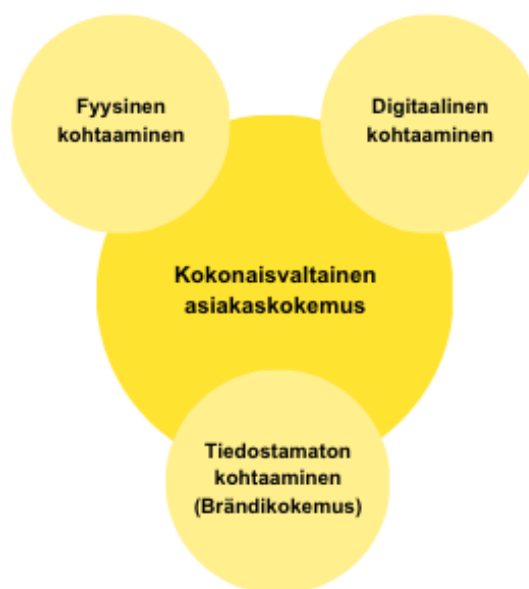 Fyysinen
kohtaaminen
Digitaalinen
kohtaaminen
Kokonaisvaltainen
asiakaskokemus
Tiedostamaton
kohtaaminen
(Brändikokemus)